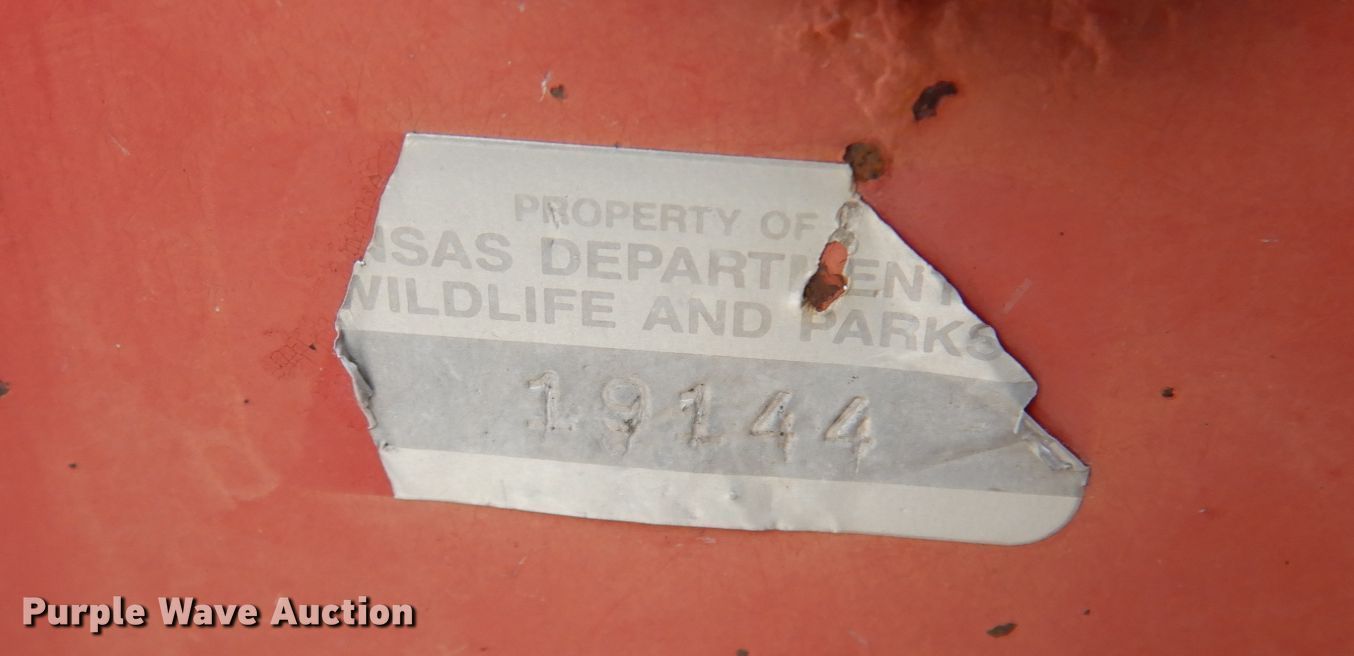 PROPERTY OF
NSAS DEPARTMENT
WILDLIFE AND PARKS
19144
Purple Wave Auction